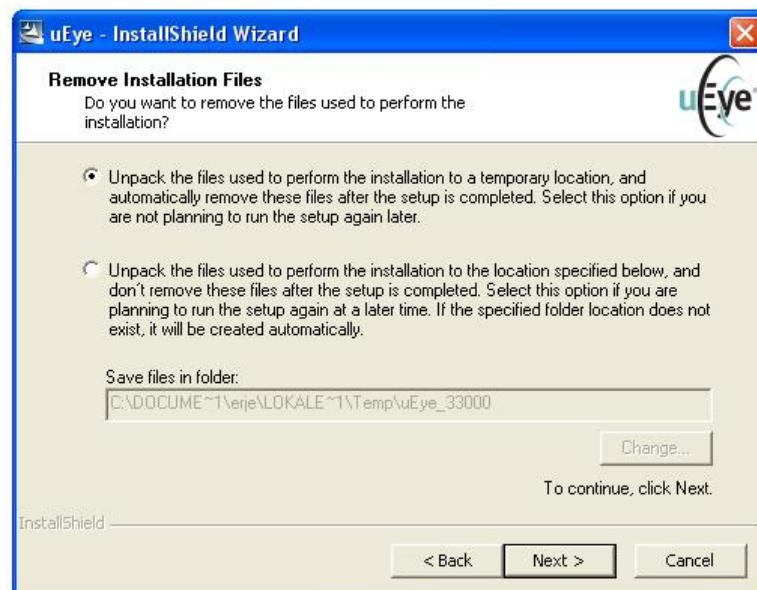 uEye - InstallShield Wizard
Remove Installation Files
Do you want to remove the files used to perform the
installation?
uEye
Unpack the files used to perform the installation to a temporary location, and
automatically remove these files after the setup is completed. Select this option if you
are not planning to run the setup again later.
Unpack the files used to perform the installation to the location specified below, and
don´t remove these files after the setup is completed. Select this option if you are
planning to run the setup again at a later time. If the specified folder location does not
exist, it will be created automatically.
Save files in folder:
C:\DOCUME~1\erje\LOKALE~1\Temp\uEye_33000
Change...
To continue, click Next.
InstallShield
< Back
Next >
Cancel